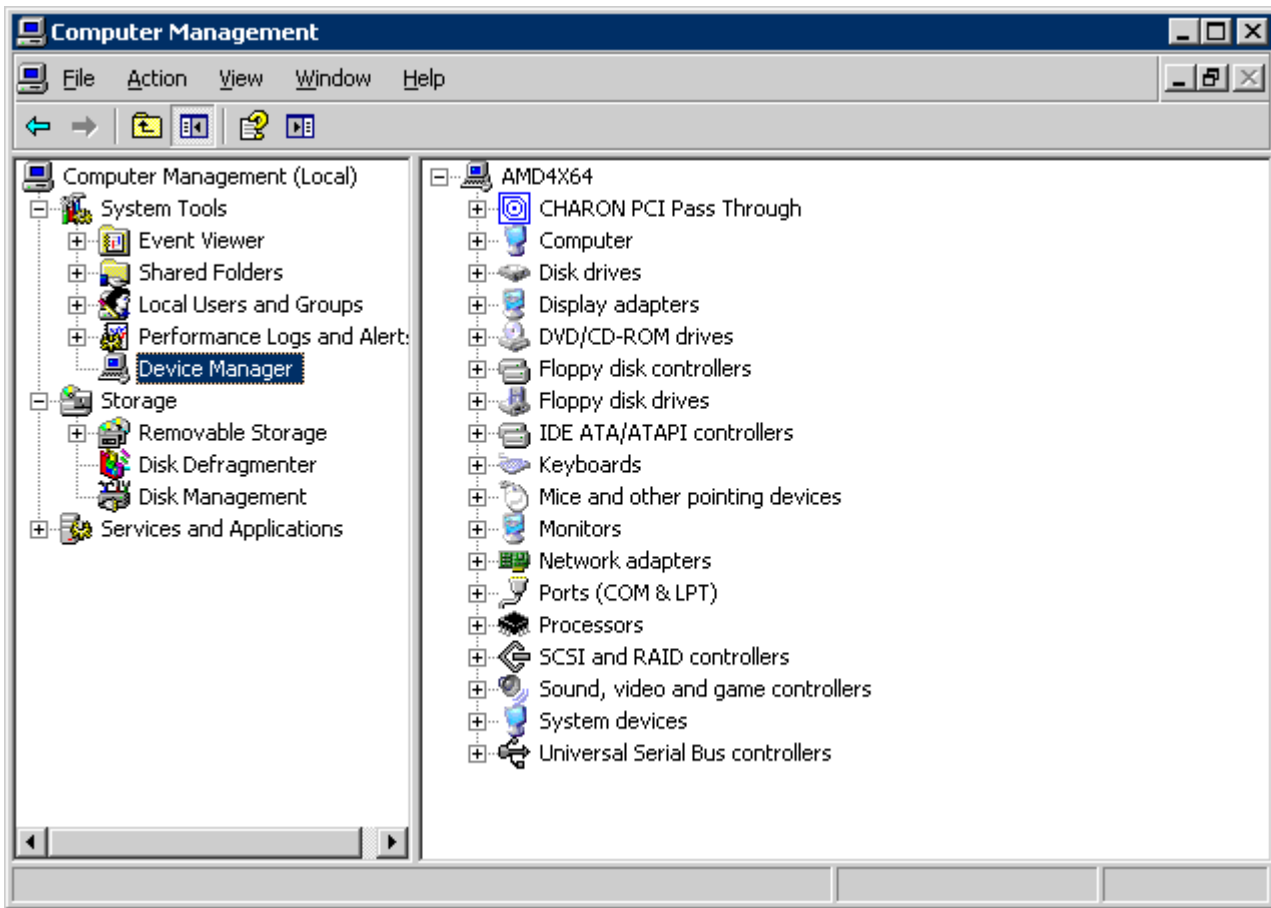 Computer Management
File Action View Window Help
Computer Management (Local)
System Tools
Event Viewer
Shared Folders
Local Users and Groups
Performance Logs and Alert
Device Manager
Storage
Removable Storage
Disk Defragmenter
Disk Management
Services and Applications
AMD4X64
CHARON PCI Pass Through
Computer
Disk drives
Display adapters
DVD/CD-ROM drives
Floppy disk controllers
Floppy disk drives
IDE ATA/ATAPI controllers
Keyboards
Mice and other pointing devices
Monitors
Network adapters
Ports (COM & LPT)
Processors
SCSI and RAID controllers
Sound, video and game controllers
System devices
Universal Serial Bus controllers